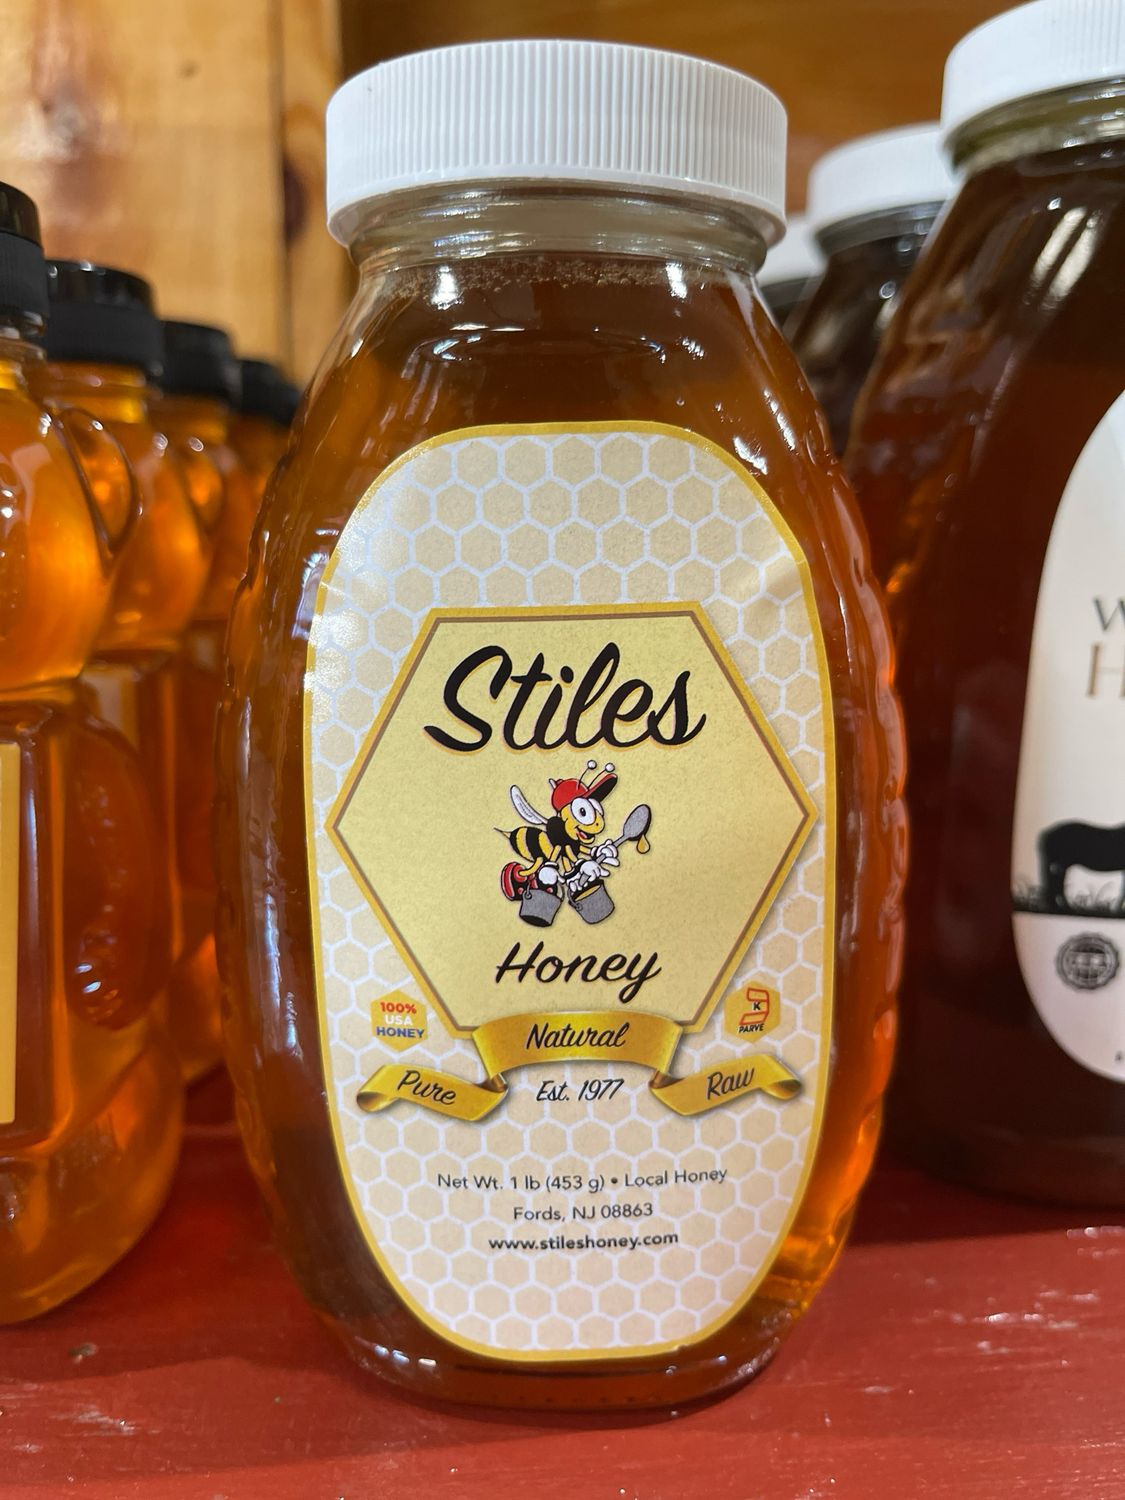 Stiles
Honey
100%
USA
HONEY
K
PARVE
Natural
Pure
Est. 1977
Raw
Net Wt. 1 lb (453 g) • Local Honey
Fords, NJ 08863
www.stileshoney.com